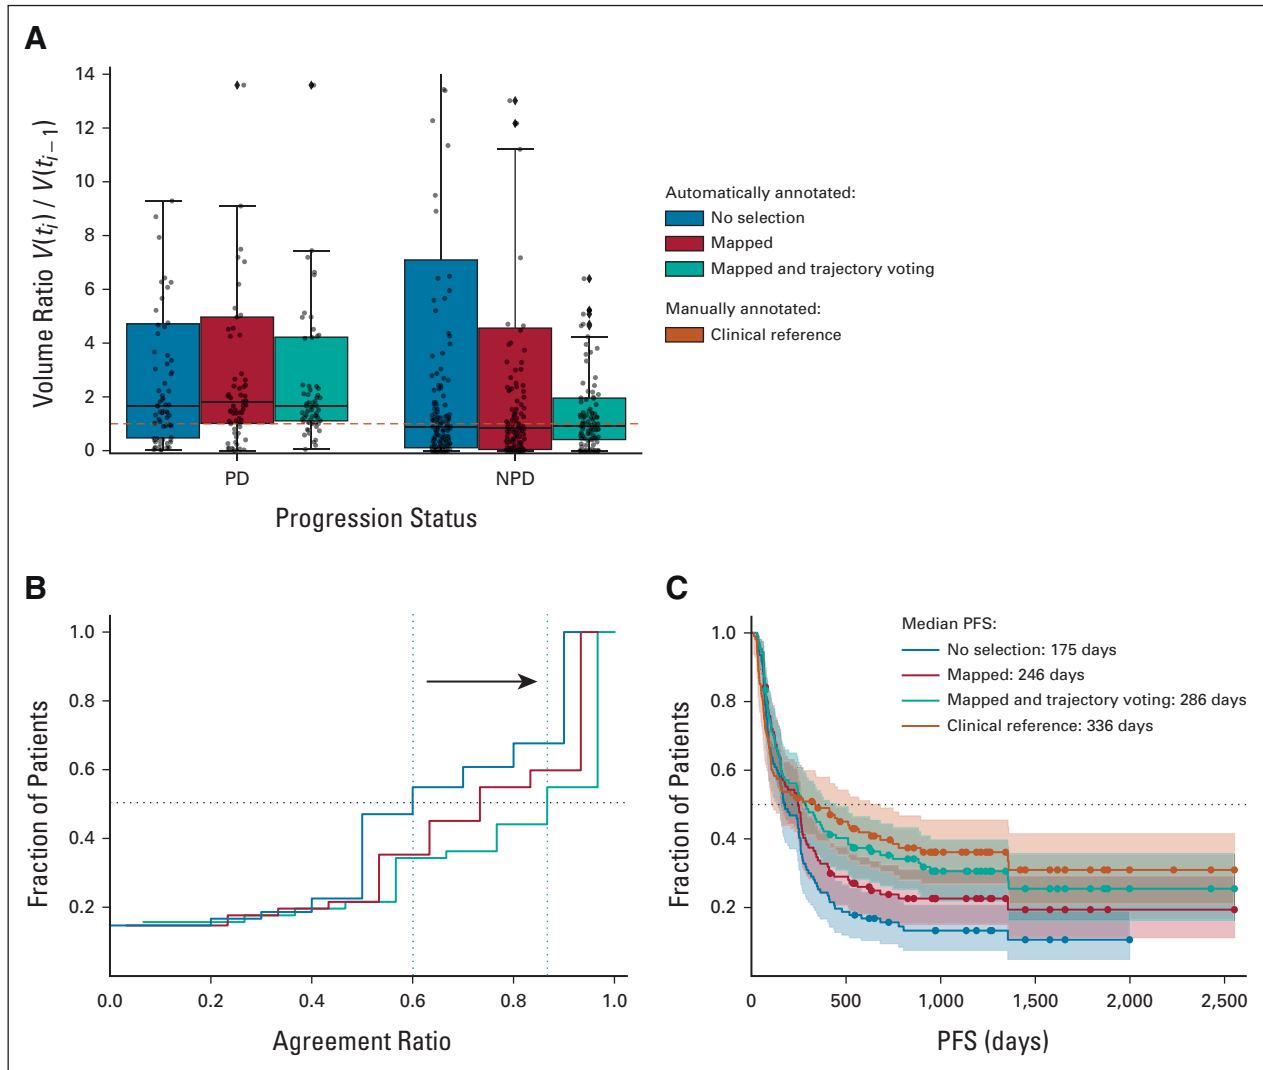 A
14
12
10
8
6
4
2
0
Volume Ratio V(tᵢ) / V(tᵢ₋₁)
PD
NPD
Progression Status
Automatically annotated:
No selection
Mapped
Mapped and trajectory voting
Manually annotated:
Clinical reference
B
1.0
0.8
0.6
0.4
0.2
Fraction of Patients
0.0
0.2
0.4
0.6
0.8
1.0
Agreement Ratio
C
Median PFS:
No selection: 175 days
Mapped: 246 days
Mapped and trajectory voting: 286 days
Clinical reference: 336 days
1.0
0.8
0.6
0.4
0.2
Fraction of Patients
0
500
1,000
1,500
2,000
2,500
PFS (days)